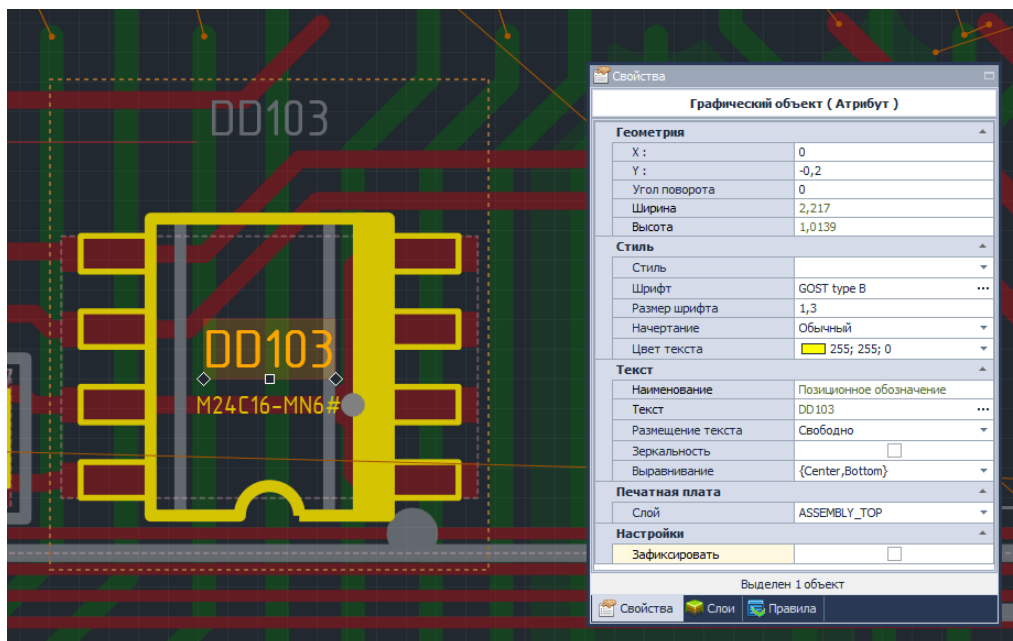 DD103
DD103
M24C16-MN6#
Свойства
Графический объект ( Атрибут )
Геометрия
X : 0
Y : -0,2
Угол поворота 0
Ширина 2,217
Высота 1,0139
Стиль
Стиль
Шрифт GOST type B ...
Размер шрифта 1,3
Начертание Обычный
Цвет текста 255; 255; 0
Текст
Наименование Позиционное обозначение
Текст DD103 ...
Размещение текста Свободно
Зеркальность
Выравнивание {Center,Bottom}
Печатная плата
Слой ASSEMBLY_TOP
Настройки
Зафиксировать
Выделен 1 объект
Свойства Слои Правила